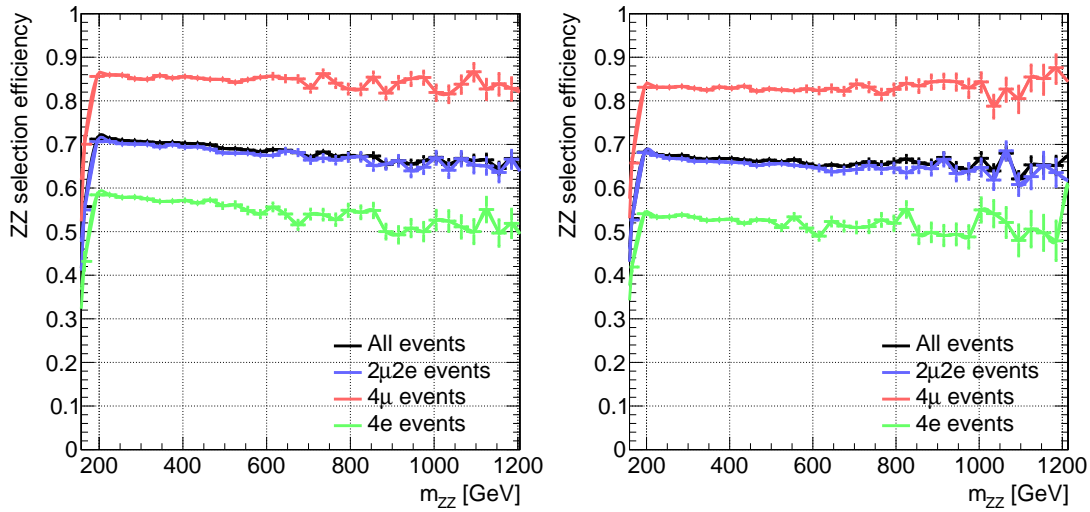 ZZ selection efficiency
1
0.9
0.8
0.7
0.6
0.5
0.4
0.3
0.2
0.1
0
All events
2μ2e events
4μ events
4e events
200 400 600 800 1000 1200
m_ZZ [GeV]
ZZ selection efficiency
1
0.9
0.8
0.7
0.6
0.5
0.4
0.3
0.2
0.1
0
All events
2μ2e events
4μ events
4e events
200 400 600 800 1000 1200
m_ZZ [GeV]